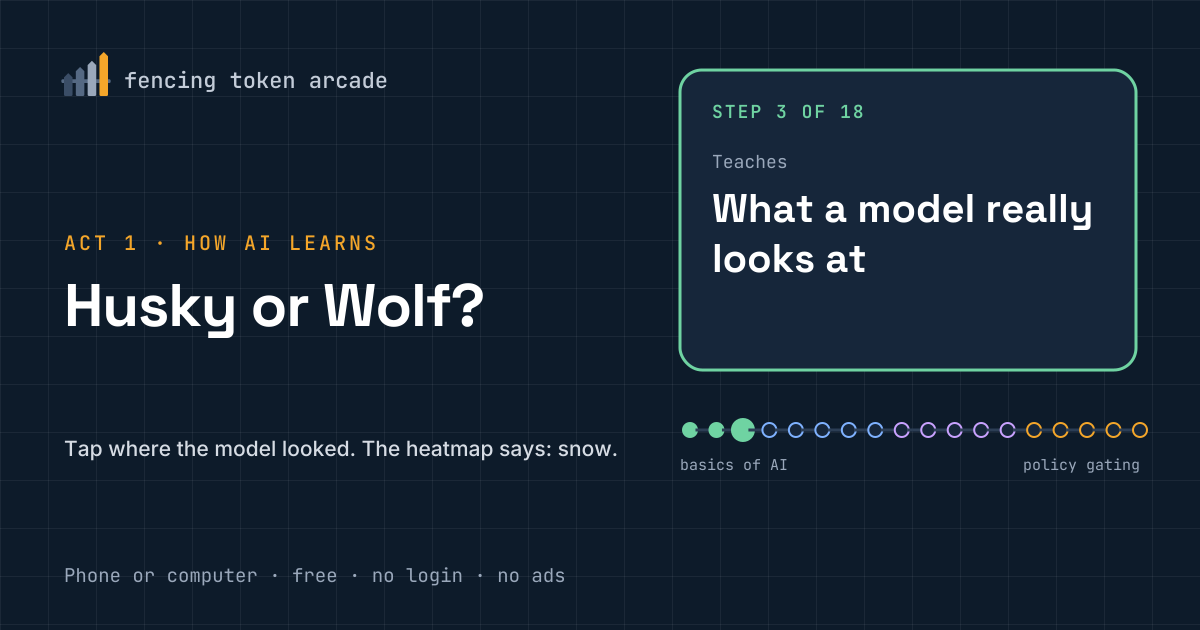 fencing token arcade
ACT 1 · HOW AI LEARNS
Husky or Wolf?
Tap where the model looked. The heatmap says: snow.
Phone or computer · free · no login · no ads
STEP 3 OF 18
Teaches
What a model really
looks at
basics of AI
policy gating